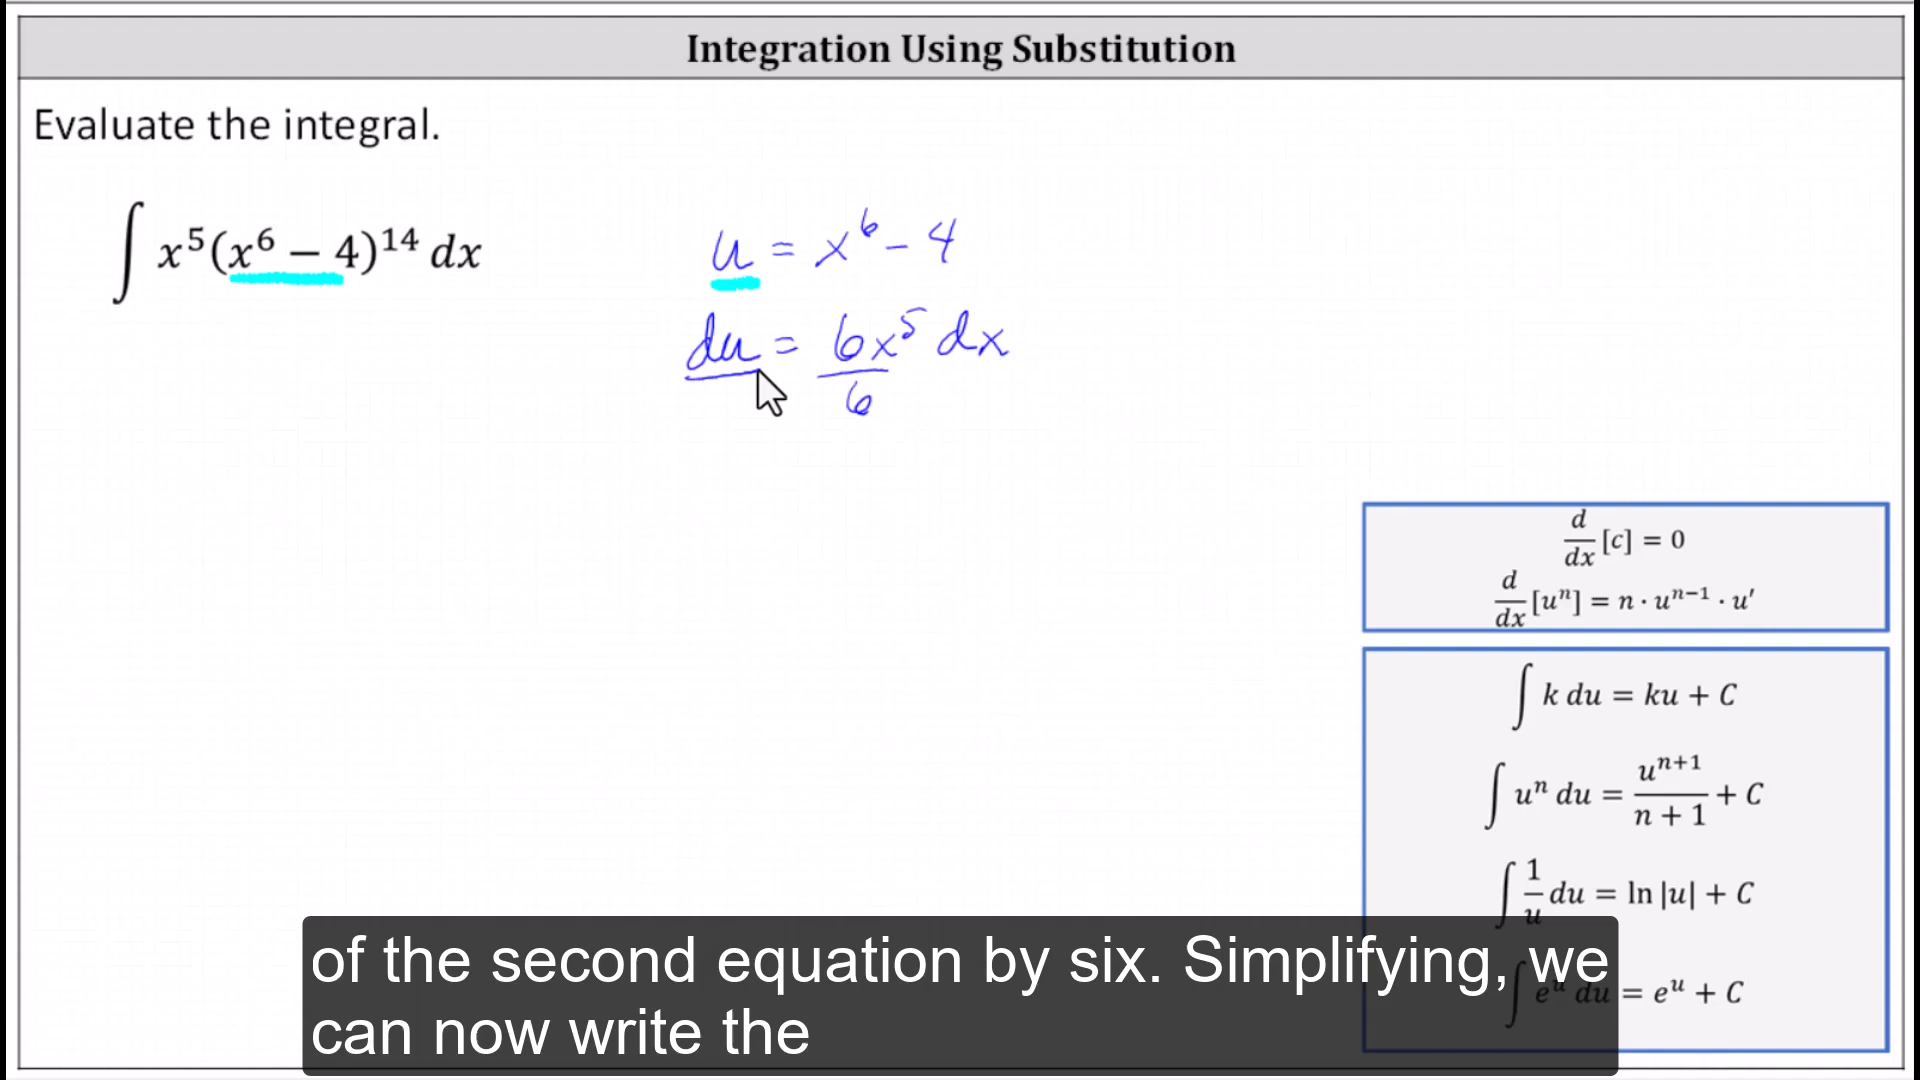 Integration Using Substitution
Evaluate the integral.
∫ x⁵(x⁶ − 4)¹⁴ dx
u = x⁶ − 4
du = 6x⁵ dx
6
d/dx [c] = 0
d/dx [uⁿ] = n · uⁿ⁻¹ · u′
∫ k du = ku + C
∫ uⁿ du = uⁿ⁺¹/(n + 1) + C
∫ 1/u du = ln |u| + C
∫ eᵘ du = eᵘ + C
of the second equation by six. Simplifying, we
can now write the